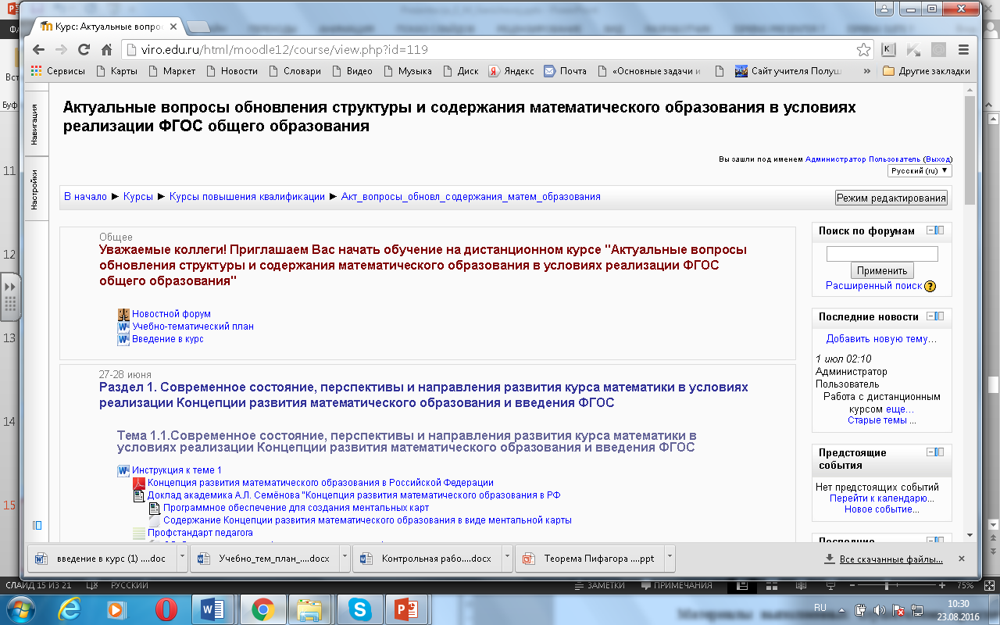 Курс: Актуальные вопро
viro.edu.ru/html/moodle12/course/view.php?id=119
Сервисы Карты Маркет Новости Словари Видео Музыка Диск Яндекс Почта «Основные задачи и Сайт учителя Полуш » Другие закладки
Навигация
Настройки
Актуальные вопросы обновления структуры и содержания математического образования в условиях
реализации ФГОС общего образования
Вы зашли под именем Администратор Пользователь (Выход)
Русский (ru)
В начало ► Курсы ► Курсы повышения квалификации ► Акт_вопросы_обновл_содержания_матем_образования
Режим редактирования
Общее
Уважаемые коллеги! Приглашаем Вас начать обучение на дистанционном курсе "Актуальные вопросы
обновления структуры и содержания математического образования в условиях реализации ФГОС
общего образования"
Новостной форум
Учебно-тематический план
Введение в курс
27-28 июня
Раздел 1. Современное состояние, перспективы и направления развития курса математики в условиях
реализации Концепции развития математического образования и введения ФГОС
Тема 1.1.Современное состояние, перспективы и направления развития курса математики в
условиях реализации Концепции развития математического образования и введения ФГОС
Инструкция к теме 1
Концепция развития математического образования в Российской Федерации
Доклад академика А.Л. Семёнова "Концепция развития математического образования в РФ
Программное обеспечение для создания ментальных карт
Содержание Концепции развития математического образования в виде ментальной карты
Профстандарт педагога
Поиск по форумам
Применить
Расширенный поиск ?
Последние новости
Добавить новую тему...
1 июл 02:10
Администратор
Пользователь
Работа с дистанционным
курсом еще...
Старые темы ...
Предстоящие
события
Нет предстоящих событий
Перейти к календарю...
Новое событие...
Последние
введение в курс (1) ....doc Учебно_тем_план_....docx Контрольная рабо....docx Теорема Пифагора ....ppt Все скачанные файлы...
11
12
13
14
15
СЛАЙД 15 ИЗ 21 РУССКИЙ ЗАМЕТКИ ПРИМЕЧАНИЯ 75%
RU
10:30
23.08.2016